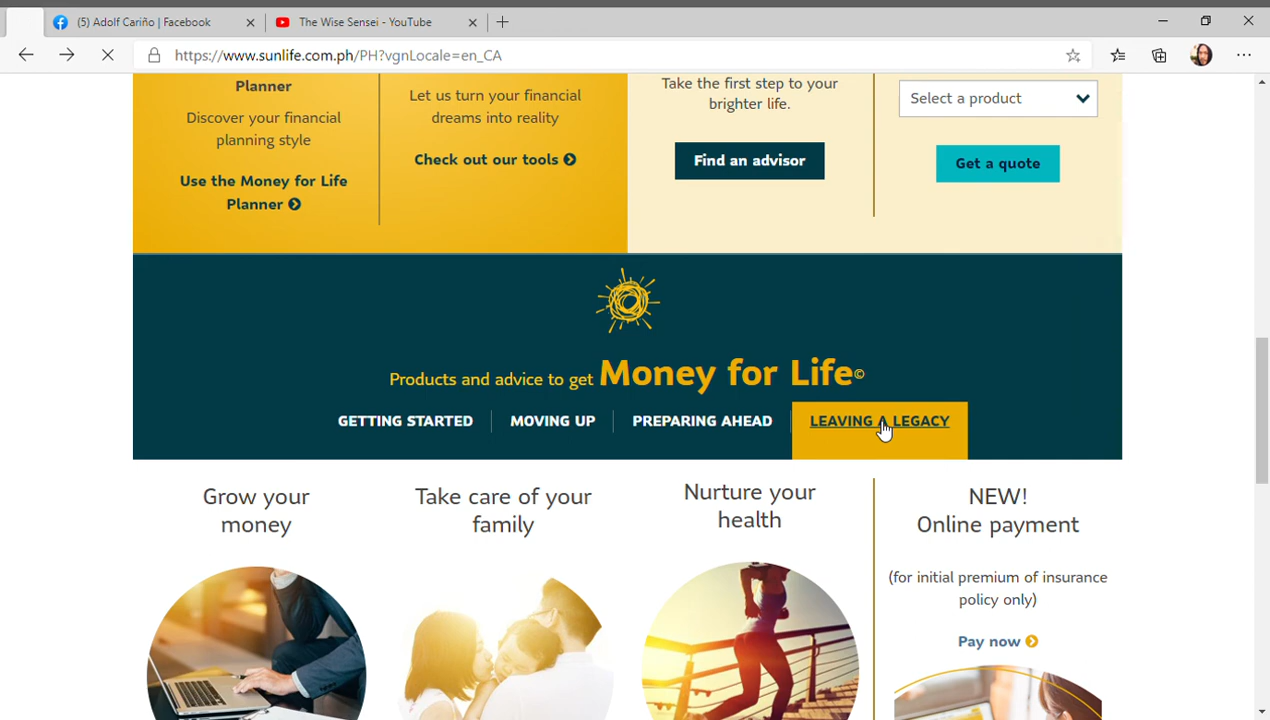 (5) Adolf Cariño | Facebook
The Wise Sensei - YouTube
https://www.sunlife.com.ph/PH?vgnLocale=en_CA
Planner
Discover your financial
planning style
Use the Money for Life
Planner
Let us turn your financial
dreams into reality
Check out our tools
Take the first step to your
brighter life.
Find an advisor
Select a product
Get a quote
Products and advice to get Money for Life©
GETTING STARTED
MOVING UP
PREPARING AHEAD
LEAVING A LEGACY
Grow your
money
Take care of your
family
Nurture your
health
NEW!
Online payment
(for initial premium of insurance
policy only)
Pay now